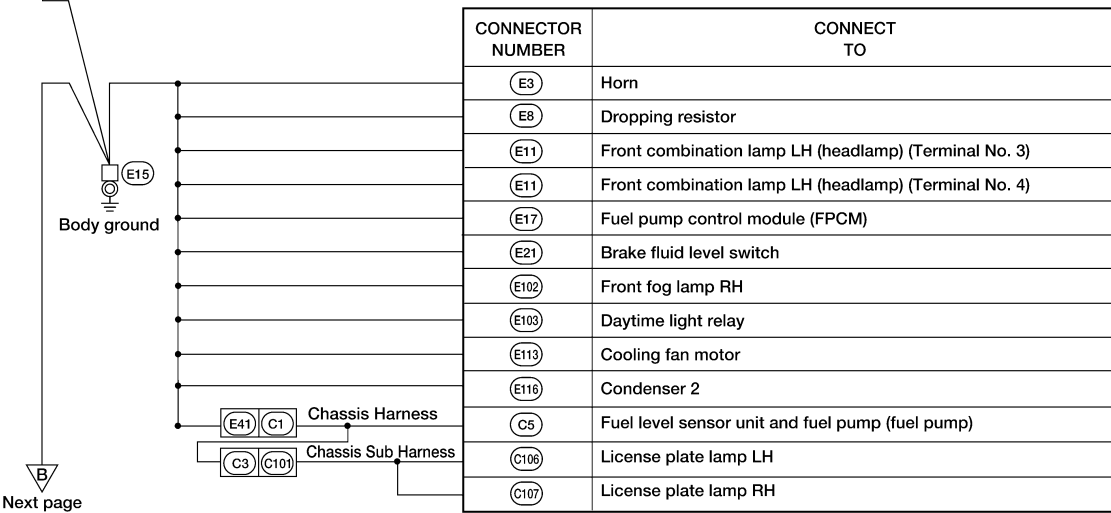 CONNECTOR NUMBER CONNECT TO
E3 Horn
E8 Dropping resistor
E11 Front combination lamp LH (headlamp) (Terminal No. 3)
E15
E11 Front combination lamp LH (headlamp) (Terminal No. 4)
Body ground
E17 Fuel pump control module (FPCM)
E21 Brake fluid level switch
E102 Front fog lamp RH
E103 Daytime light relay
E113 Cooling fan motor
E116 Condenser 2
E41 C1 Chassis Harness
C5 Fuel level sensor unit and fuel pump (fuel pump)
C3 C101 Chassis Sub Harness
C106 License plate lamp LH
C107 License plate lamp RH
B
Next page